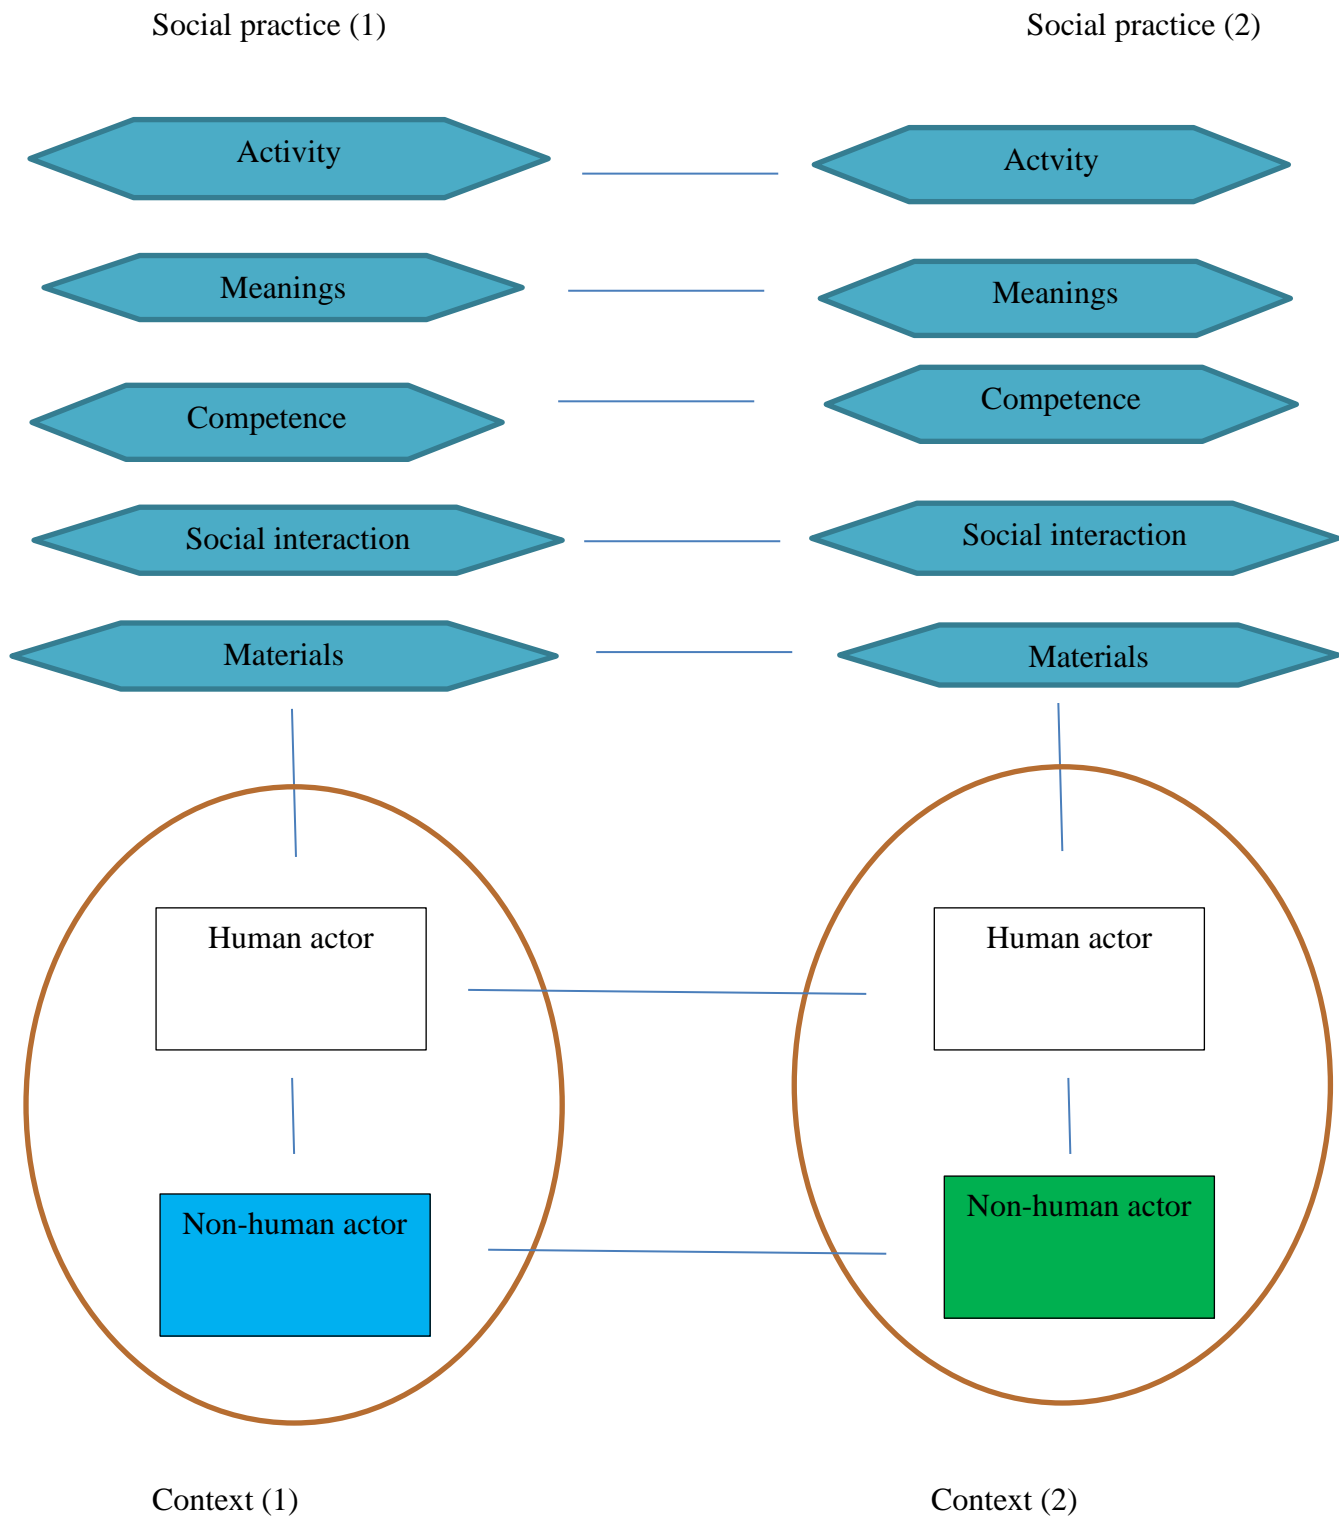 Social practice (1)
Social practice (2)
Activity
Actvity
Meanings
Meanings
Competence
Competence
Social interaction
Social interaction
Materials
Materials
Human actor
Human actor
Non-human actor
Non-human actor
Context (1)
Context (2)